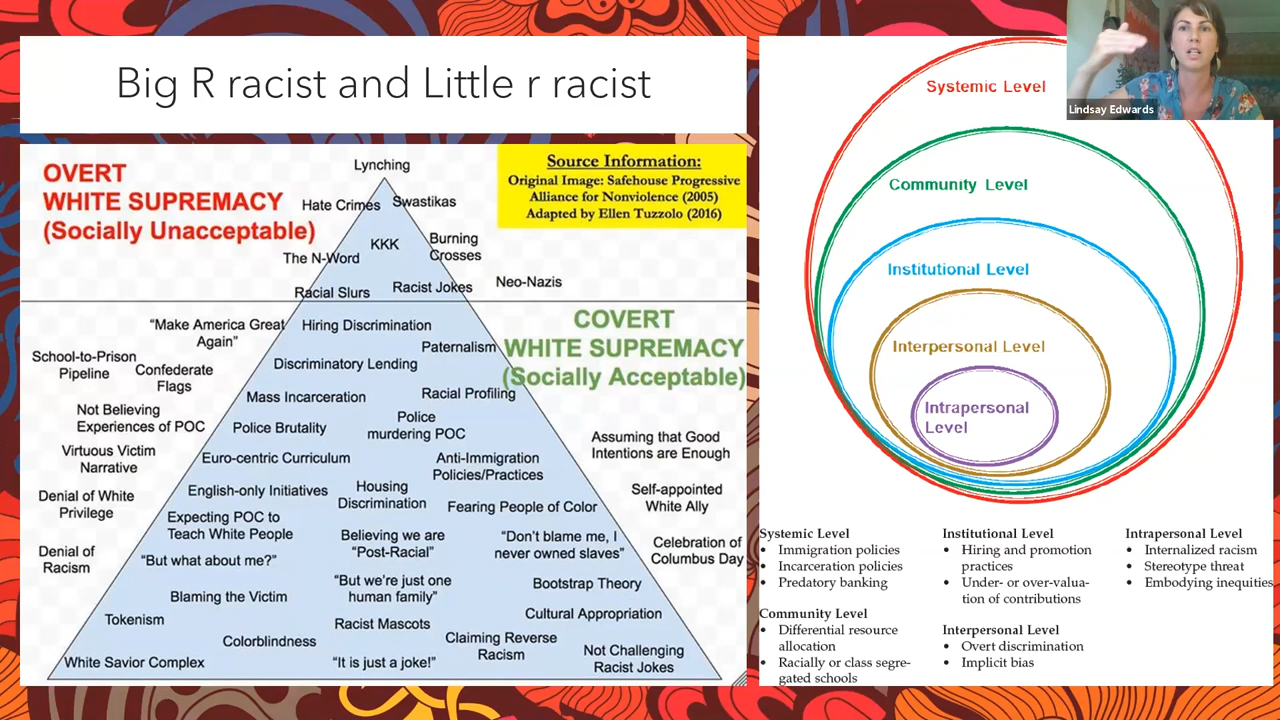 Big R racist and Little r racist
OVERT
WHITE SUPREMACY
(Socially Unacceptable)
Lynching
Source Information:
Original Image: Safehouse Progressive
Alliance for Nonviolence (2005)
Adapted by Ellen Tuzzolo (2016)
Hate Crimes
Swastikas
KKK
Burning
Crosses
The N-Word
Neo-Nazis
Racial Slurs
Racist Jokes
COVERT
WHITE SUPREMACY
(Socially Acceptable)
"Make America Great
Again"
Hiring Discrimination
Paternalism
School-to-Prison
Pipeline
Confederate
Flags
Discriminatory Lending
Mass Incarceration
Racial Profiling
Not Believing
Experiences of POC
Police Brutality
Police
murdering POC
Virtuous Victim
Narrative
Euro-centric Curriculum
Anti-Immigration
Policies/Practices
Assuming that Good
Intentions are Enough
Denial of White
Privilege
English-only Initiatives
Housing
Discrimination
Fearing People of Color
Self-appointed
White Ally
Expecting POC to
Teach White People
Believing we are
"Post-Racial"
"Don't blame me, I
never owned slaves"
Denial of
Racism
"But what about me?"
Celebration of
Columbus Day
"But we're just one
human family"
Bootstrap Theory
Blaming the Victim
Tokenism
Racist Mascots
Cultural Appropriation
Colorblindness
Claiming Reverse
Racism
White Savior Complex
"It is just a joke!"
Not Challenging
Racist Jokes
Lindsay Edwards
Systemic Level
Community Level
Institutional Level
Interpersonal Level
Intrapersonal
Level
Systemic Level
• Immigration policies
• Incarceration policies
• Predatory banking
Community Level
• Differential resource
allocation
• Racially or class segre-
gated schools
Institutional Level
• Hiring and promotion
practices
• Under- or over-valua-
tion of contributions
Interpersonal Level
• Overt discrimination
• Implicit bias
Intrapersonal Level
• Internalized racism
• Stereotype threat
• Embodying inequities